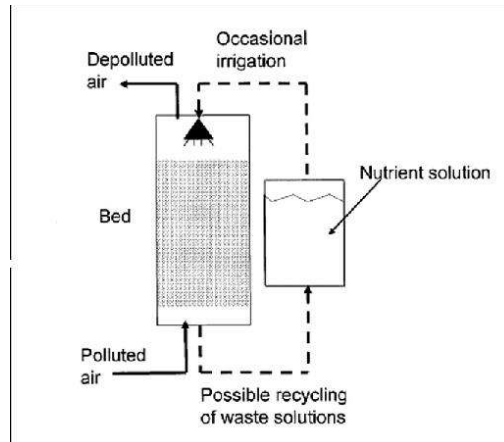 Depolluted
air
Occasional
irrigation
Nutrient solution
Bed
Polluted
air
Possible recycling
of waste solutions